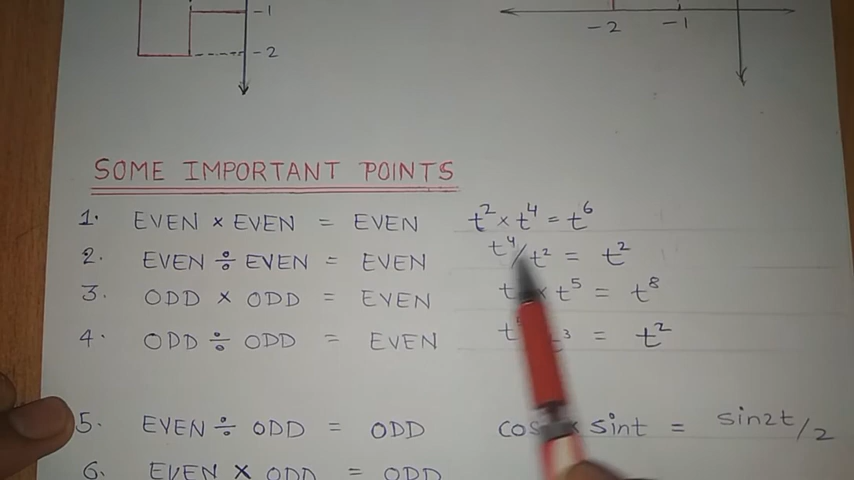 -1
-2
-2 -1
SOME IMPORTANT POINTS
1. EVEN × EVEN = EVEN t² × t⁴ = t⁶
2. EVEN ÷ EVEN = EVEN t⁴/t² = t²
3. ODD × ODD = EVEN t × t⁵ = t⁸
4. ODD ÷ ODD = EVEN t t³ = t²
5. EVEN ÷ ODD = ODD cos × sint = sin2t/2
6. EVEN × ODD = ODD